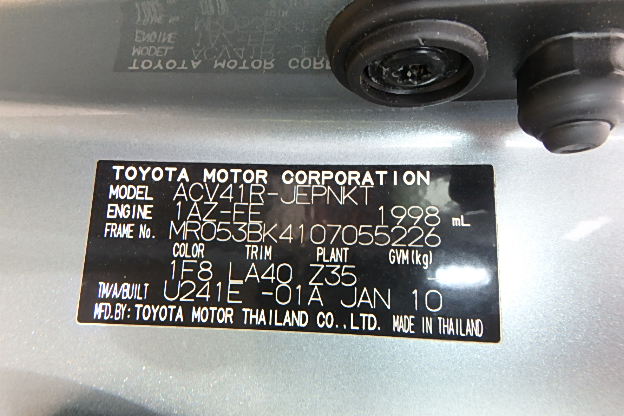 TOYOTA MOTOR CORPORATION
MODEL ACV41R-JEPNKT
ENGINE 1AZ-FE 1998 mL
FRAME No. MR053BK4107055226
COLOR TRIM PLANT GVM(kg)
1F8 LA40 Z35 -
TM/A/BUILT U241E -01A JAN 10
MFD.BY: TOYOTA MOTOR THAILAND CO.,LTD. MADE IN THAILAND